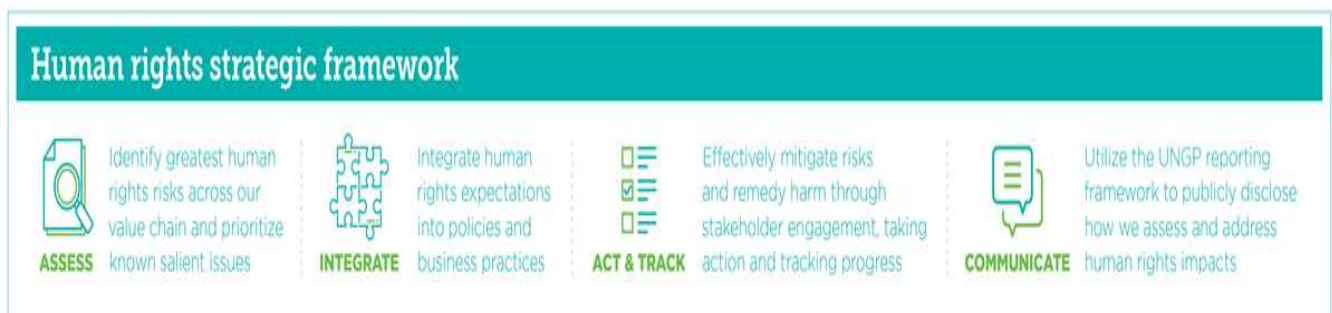 Human rights strategic framework
Identify greatest human
rights risks across our
value chain and prioritize
known salient issues
ASSESS
Integrate human
rights expectations
into policies and
business practices
INTEGRATE
Effectively mitigate risks
and remedy harm through
stakeholder engagement, taking
action and tracking progress
ACT & TRACK
Utilize the UNGP reporting
framework to publicly disclose
how we assess and address
human rights impacts
COMMUNICATE